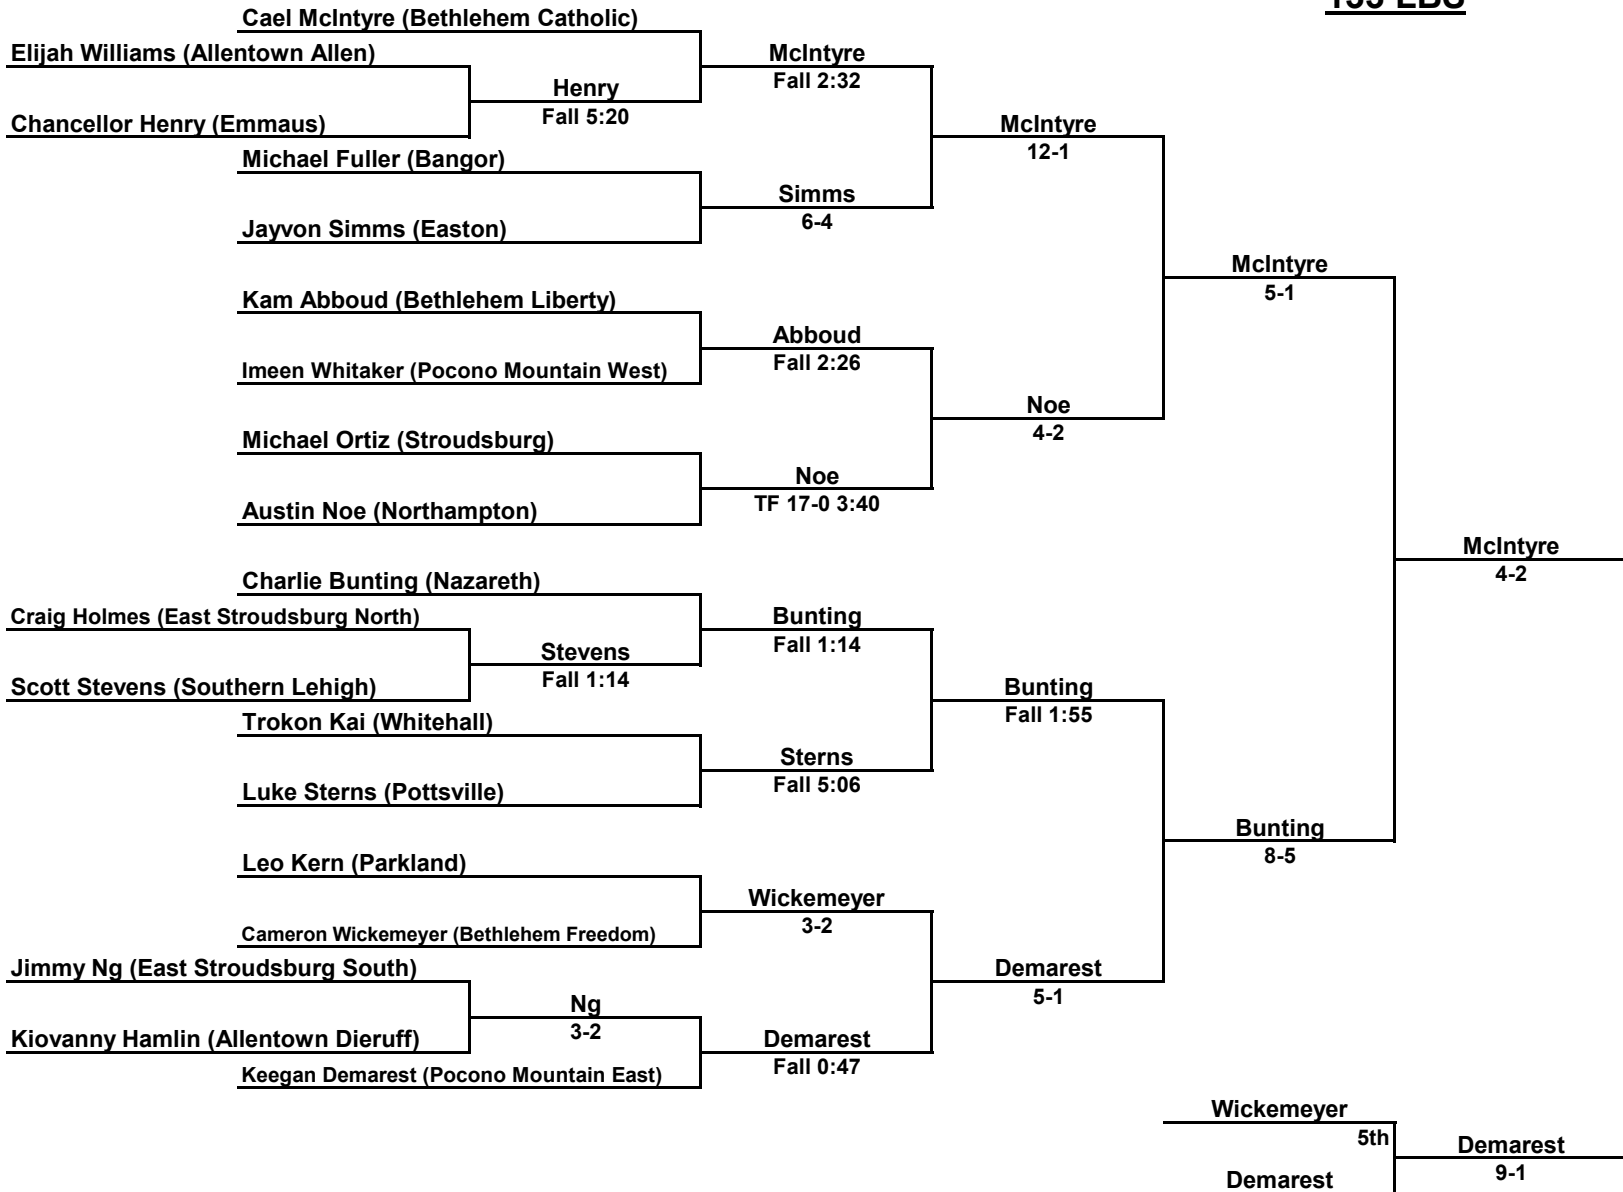 LBS
Cael McIntyre (Bethlehem Catholic)
Elijah Williams (Allentown Allen)
McIntyre
Fall 2:32
Henry
Fall 5:20
Chancellor Henry (Emmaus)
McIntyre
12-1
Michael Fuller (Bangor)
Simms
6-4
Jayvon Simms (Easton)
McIntyre
5-1
Kam Abboud (Bethlehem Liberty)
Abboud
Fall 2:26
Imeen Whitaker (Pocono Mountain West)
Noe
4-2
Michael Ortiz (Stroudsburg)
Noe
TF 17-0 3:40
Austin Noe (Northampton)
McIntyre
4-2
Charlie Bunting (Nazareth)
Craig Holmes (East Stroudsburg North)
Bunting
Fall 1:14
Stevens
Fall 1:14
Scott Stevens (Southern Lehigh)
Bunting
Fall 1:55
Trokon Kai (Whitehall)
Sterns
Fall 5:06
Luke Sterns (Pottsville)
Bunting
8-5
Leo Kern (Parkland)
Wickemeyer
3-2
Cameron Wickemeyer (Bethlehem Freedom)
Jimmy Ng (East Stroudsburg South)
Demarest
5-1
Ng
3-2
Kiovanny Hamlin (Allentown Dieruff)
Demarest
Fall 0:47
Keegan Demarest (Pocono Mountain East)
Wickemeyer
5th
Demarest
9-1
Demarest